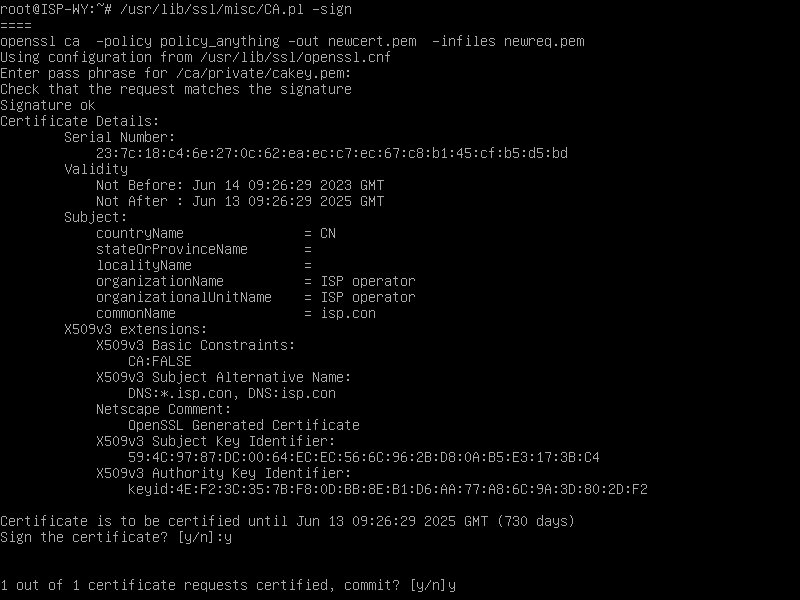 root@ISP-WY:~# /usr/lib/ssl/misc/CA.pl -sign
====
openssl ca  -policy policy_anything -out newcert.pem  -infiles newreq.pem
Using configuration from /usr/lib/ssl/openssl.cnf
Enter pass phrase for /ca/private/cakey.pem:
Check that the request matches the signature
Signature ok
Certificate Details:
        Serial Number:
            23:7c:18:c4:6e:27:0c:62:ea:ec:c7:ec:67:c8:b1:45:cf:b5:d5:bd
        Validity
            Not Before: Jun 14 09:26:29 2023 GMT
            Not After : Jun 13 09:26:29 2025 GMT
        Subject:
            countryName               = CN
            stateOrProvinceName       =
            localityName              =
            organizationName          = ISP operator
            organizationalUnitName    = ISP operator
            commonName                = isp.con
        X509v3 extensions:
            X509v3 Basic Constraints:
                CA:FALSE
            X509v3 Subject Alternative Name:
                DNS:*.isp.con, DNS:isp.con
            Netscape Comment:
                OpenSSL Generated Certificate
            X509v3 Subject Key Identifier:
                59:4C:97:87:DC:00:64:EC:EC:56:6C:96:2B:D8:0A:B5:E3:17:3B:C4
            X509v3 Authority Key Identifier:
                keyid:4E:F2:3C:35:7B:F8:0D:BB:8E:B1:D6:AA:77:A8:6C:9A:3D:80:2D:F2
Certificate is to be certified until Jun 13 09:26:29 2025 GMT (730 days)
Sign the certificate? [y/n]:y
1 out of 1 certificate requests certified, commit? [y/n]y